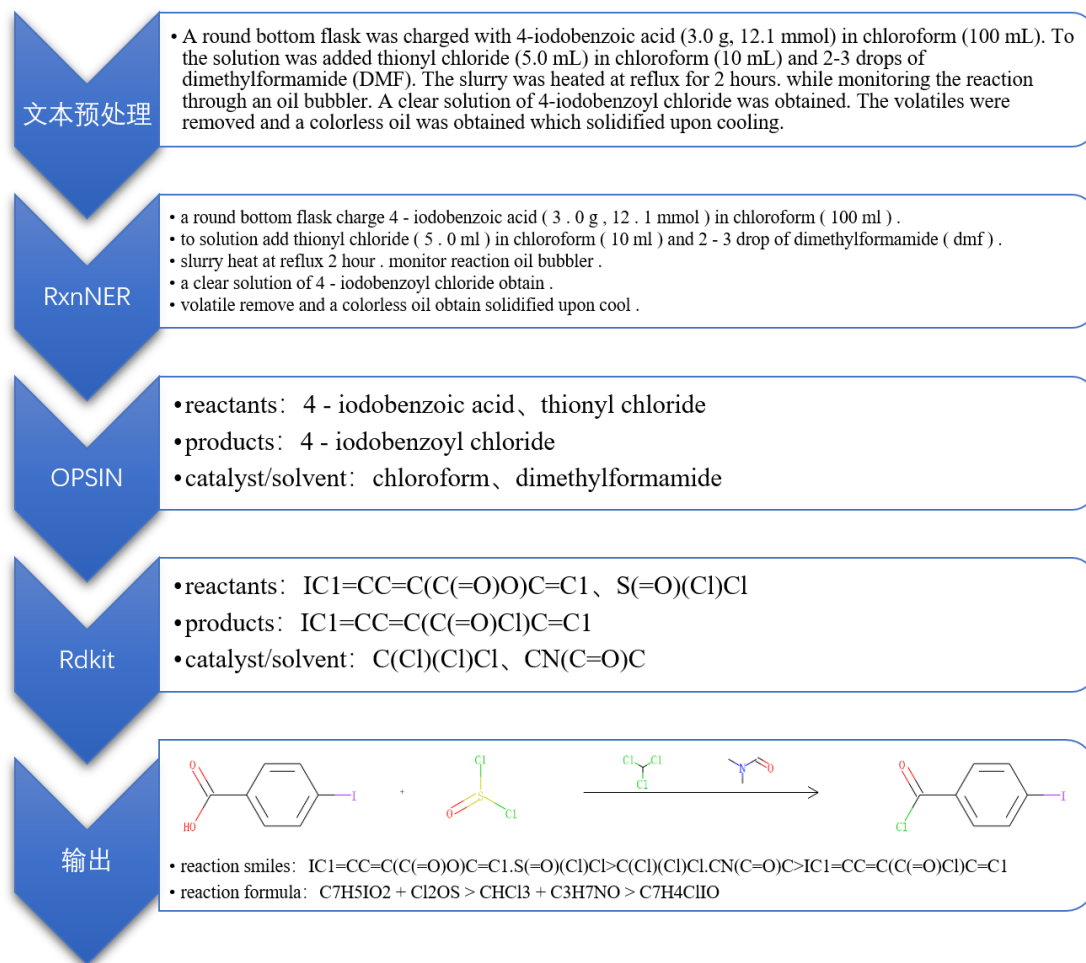 文本预处理
• A round bottom flask was charged with 4-iodobenzoic acid (3.0 g, 12.1 mmol) in chloroform (100 mL). To
the solution was added thionyl chloride (5.0 mL) in chloroform (10 mL) and 2-3 drops of
dimethylformamide (DMF). The slurry was heated at reflux for 2 hours. while monitoring the reaction
through an oil bubbler. A clear solution of 4-iodobenzoyl chloride was obtained. The volatiles were
removed and a colorless oil was obtained which solidified upon cooling.
RxnNER
• a round bottom flask charge 4 - iodobenzoic acid ( 3 . 0 g , 12 . 1 mmol ) in chloroform ( 100 ml ) .
• to solution add thionyl chloride ( 5 . 0 ml ) in chloroform ( 10 ml ) and 2 - 3 drop of dimethylformamide ( dmf ) .
• slurry heat at reflux 2 hour . monitor reaction oil bubbler .
• a clear solution of 4 - iodobenzoyl chloride obtain .
• volatile remove and a colorless oil obtain solidified upon cool .
OPSIN
•reactants：4 - iodobenzoic acid、thionyl chloride
•products：4 - iodobenzoyl chloride
•catalyst/solvent：chloroform、dimethylformamide
Rdkit
•reactants：IC1=CC=C(C(=O)O)C=C1、S(=O)(Cl)Cl
•products：IC1=CC=C(C(=O)Cl)C=C1
•catalyst/solvent：C(Cl)(Cl)Cl、CN(C=O)C
输出
O
HO
I
+
Cl
S
O
Cl
Cl
Cl
Cl
N
O
O
Cl
I
• reaction smiles：IC1=CC=C(C(=O)O)C=C1.S(=O)(Cl)Cl>C(Cl)(Cl)Cl.CN(C=O)C>IC1=CC=C(C(=O)Cl)C=C1
• reaction formula：C7H5IO2 + Cl2OS > CHCl3 + C3H7NO > C7H4ClIO